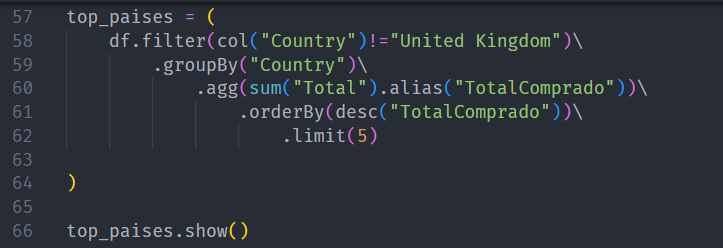 57 top_paises = (
58 df.filter(col("Country")!="United Kingdom")\
59 .groupBy("Country")\
60 .agg(sum("Total").alias("TotalComprado"))\
61 .orderBy(desc("TotalComprado"))\
62 .limit(5)
63
64 )
65
66 top_paises.show()